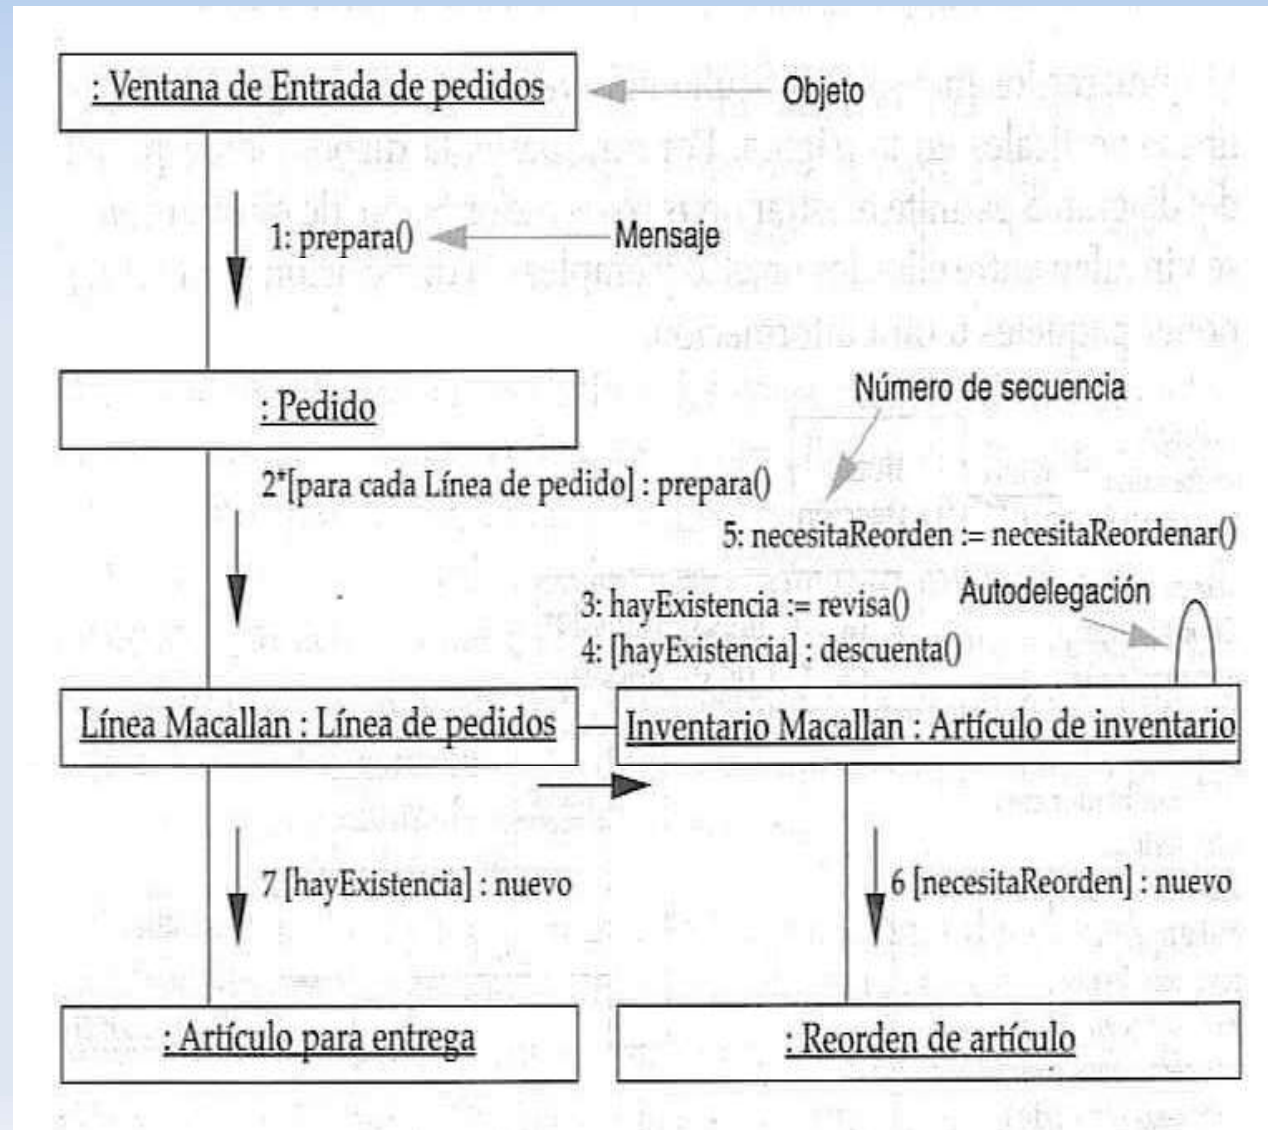 : Ventana de Entrada de pedidos
Objeto
1: prepara()
Mensaje
: Pedido
Número de secuencia
2*[para cada Línea de pedido] : prepara()
5: necesitaReorden := necesitaReordenar()
3: hayExistencia := revisa()
Autodelegación
4: [hayExistencia] : descuenta()
Línea Macallan : Línea de pedidos
Inventario Macallan : Artículo de inventario
7 [hayExistencia] : nuevo
6 [necesitaReorden] : nuevo
: Artículo para entrega
: Reorden de artículo